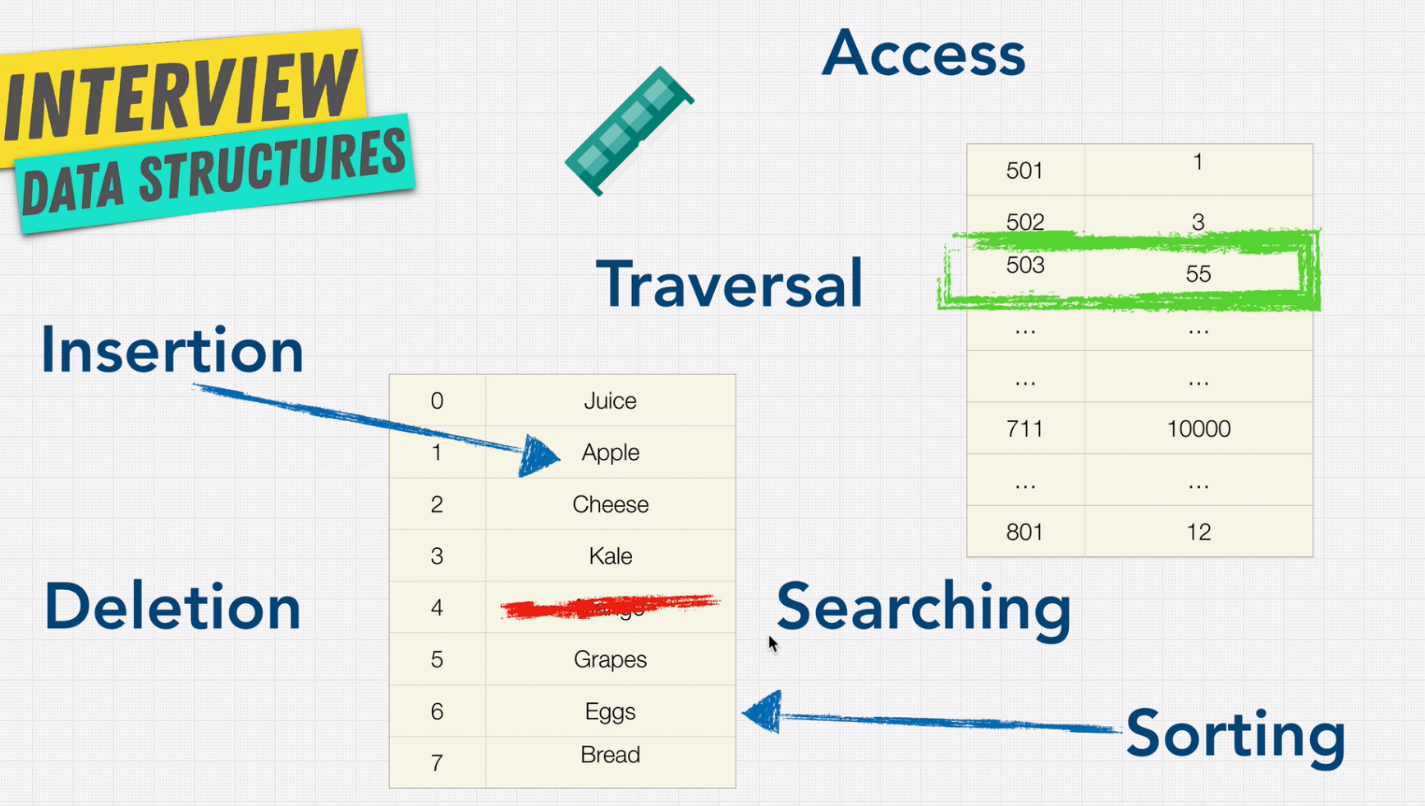 INTERVIEW
DATA STRUCTURES
Access
501 1
502 3
503 55
... ...
... ...
711 10000
... ...
801 12
Traversal
Insertion
0 Juice
1 Apple
2 Cheese
3 Kale
4
5 Grapes
6 Eggs
7 Bread
Deletion
Searching
Sorting